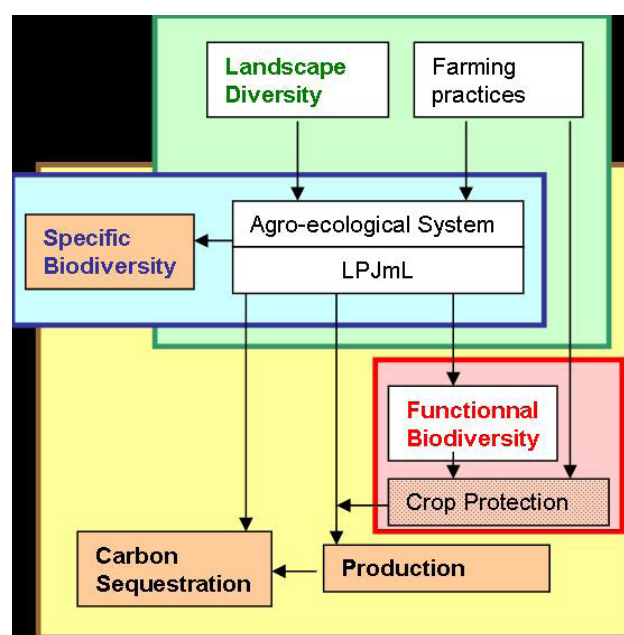 Landscape
Diversity
Farming
practices
Agro-ecological System
LPJmL
Specific
Biodiversity
Functionnal
Biodiversity
Crop Protection
Carbon
Sequestration
Production